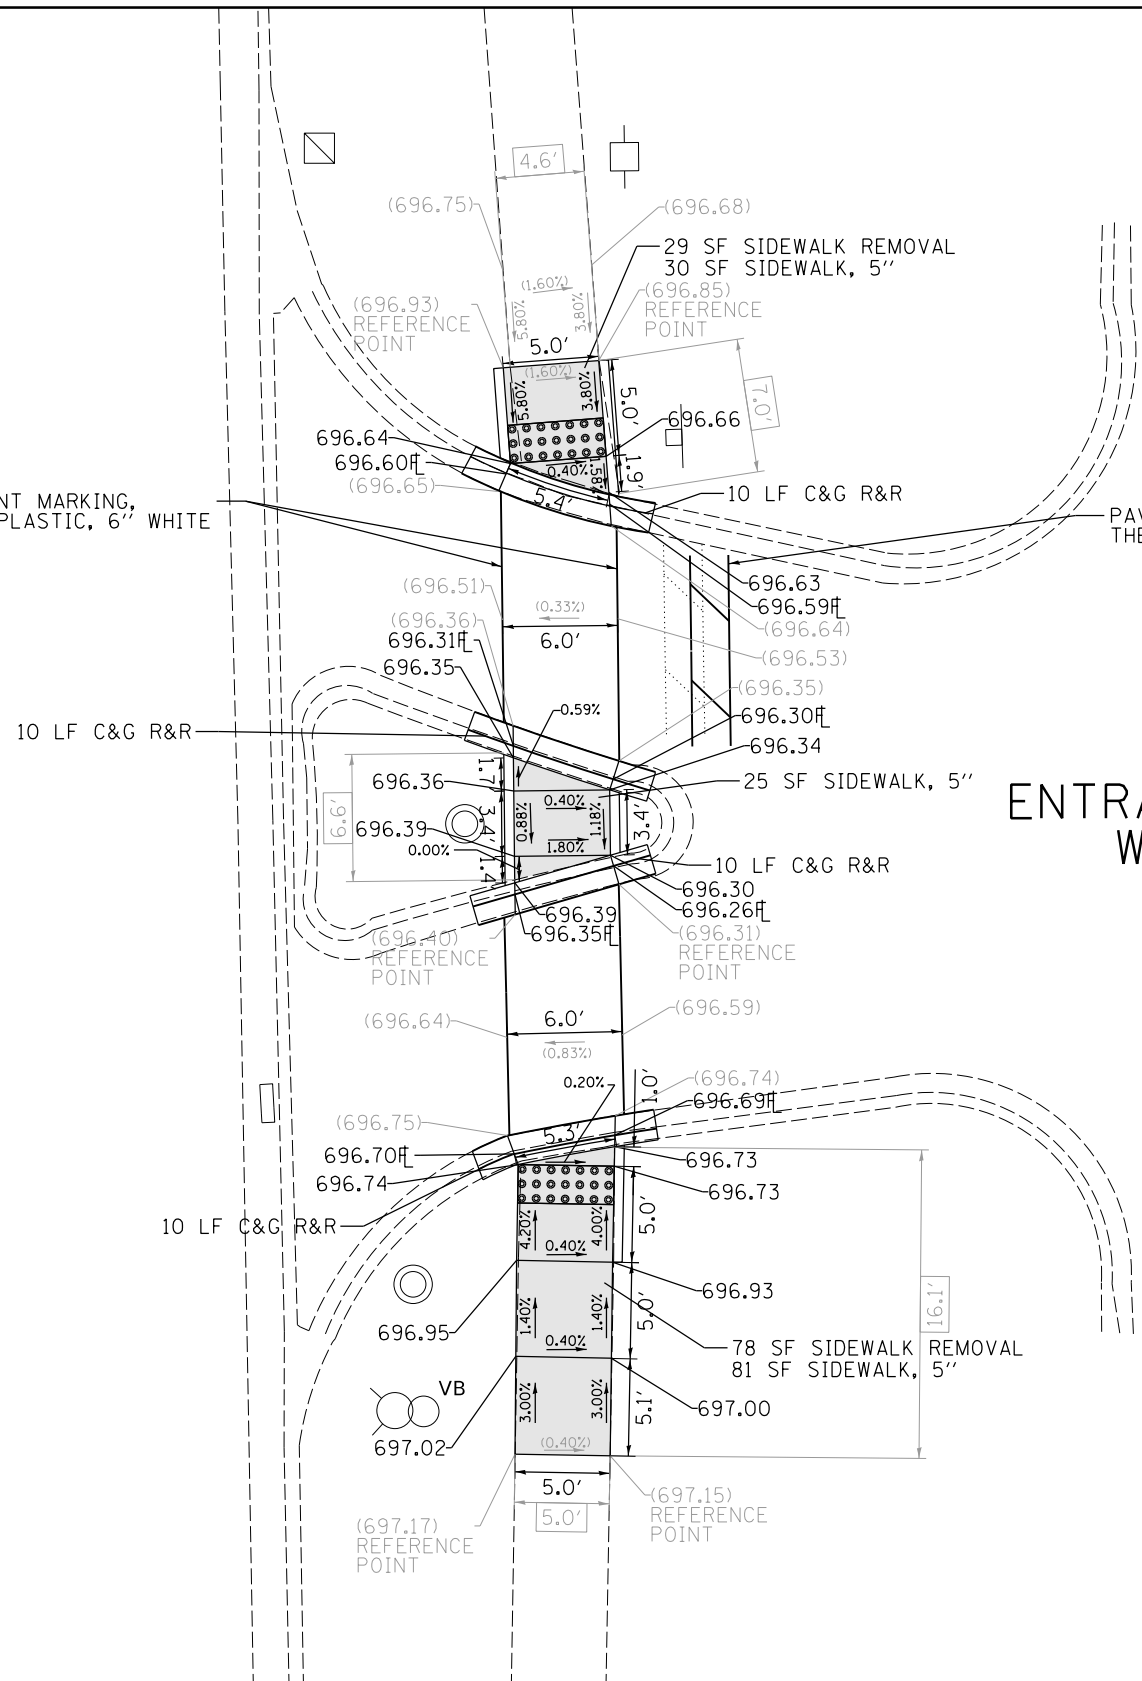 4.6'
(696.75)
(696.68)
29 SF SIDEWALK REMOVAL
30 SF SIDEWALK, 5"
(1.60%)
(696.93)
REFERENCE
POINT
(696.85)
REFERENCE
POINT
5.80%
3.80%
5.0'
(1.60%)
5.80%
3.80%
5.0'
7.0'
696.64
696.66
696.60FL
(696.65)
0.40%
1.58%
1.9'
5.4'
10 LF C&G R&R
NT MARKING,
PLASTIC, 6" WHITE
PAV
THE
(696.51)
(0.33%)
696.63
696.59FL
(696.36)
(696.64)
696.31FL
6.0'
696.35
(696.53)
(696.35)
0.59%
696.30FL
10 LF C&G R&R
696.34
1.7'
696.36
25 SF SIDEWALK, 5"
0.40%
6.6'
3.4'
0.88%
1.18%
3.4'
ENTRA
W
696.39
0.00%
1.80%
1.4'
10 LF C&G R&R
696.30
696.26FL
696.39
696.35FL
(696.40)
REFERENCE
POINT
(696.31)
REFERENCE
POINT
(696.64)
6.0'
(696.59)
(0.83%)
0.20%
1.0'
(696.74)
696.69FL
(696.75)
5.3'
696.70FL
696.73
696.74
696.73
10 LF C&G R&R
4.20%
4.00%
5.0'
0.40%
696.93
696.95
1.40%
1.40%
5.0'
16.1'
0.40%
78 SF SIDEWALK REMOVAL
81 SF SIDEWALK, 5"
VB
3.00%
3.00%
5.1'
697.00
697.02
(0.40%)
5.0'
5.0'
(697.15)
REFERENCE
POINT
(697.17)
REFERENCE
POINT